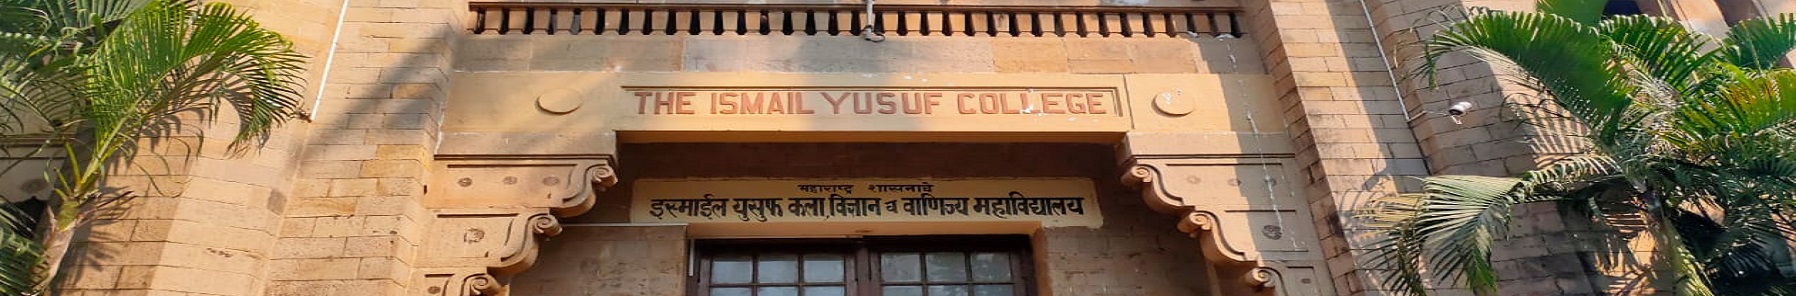 THE ISMAIL YUSUF COLLEGE
महाराष्ट्र शासनाचे
इस्माईल युसुफ कला, विज्ञान व वाणिज्य महाविद्यालय